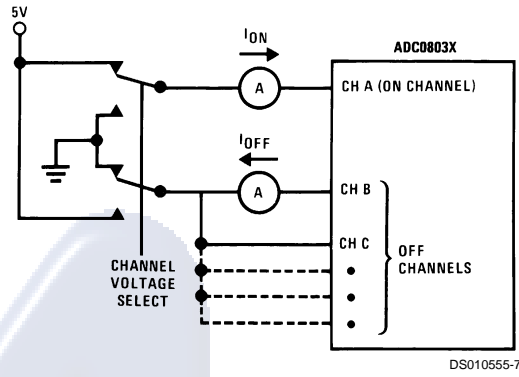 5V
ION
ADC0803X
A
CH A (ON CHANNEL)
IOFF
A
CH B
CH C
OFF
CHANNELS
CHANNEL
VOLTAGE
SELECT
DS010555-7